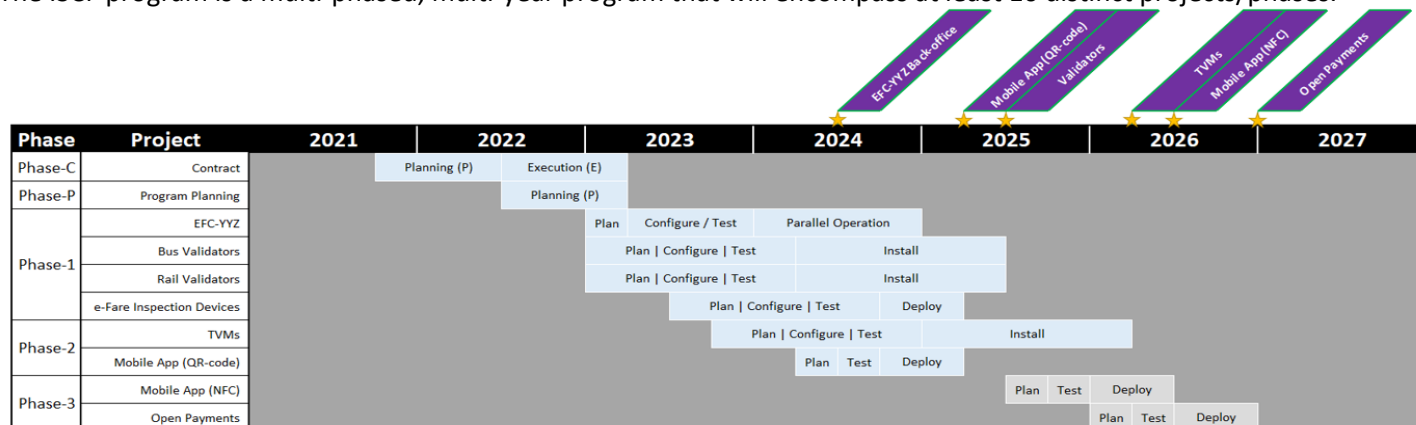 The ISCP program is a multi-phased, multi-year program that will encompass at least 10 distinct projects/phases.
EFC-YYZ Back-office
Mobile App (QR-code)
Validators
TVMs
Mobile App (NFC)
Open Payments
Phase Project 2021 2022 2023 2024 2025 2026 2027
Phase-C Contract Planning (P) Execution (E)
Phase-P Program Planning Planning (P)
Phase-1
EFC-YYZ Plan Configure / Test Parallel Operation
Bus Validators Plan | Configure | Test Install
Rail Validators Plan | Configure | Test Install
e-Fare Inspection Devices Plan | Configure | Test Deploy
Phase-2
TVMs Plan | Configure | Test Install
Mobile App (QR-code) Plan Test Deploy
Phase-3
Mobile App (NFC) Plan Test Deploy
Open Payments Plan Test Deploy